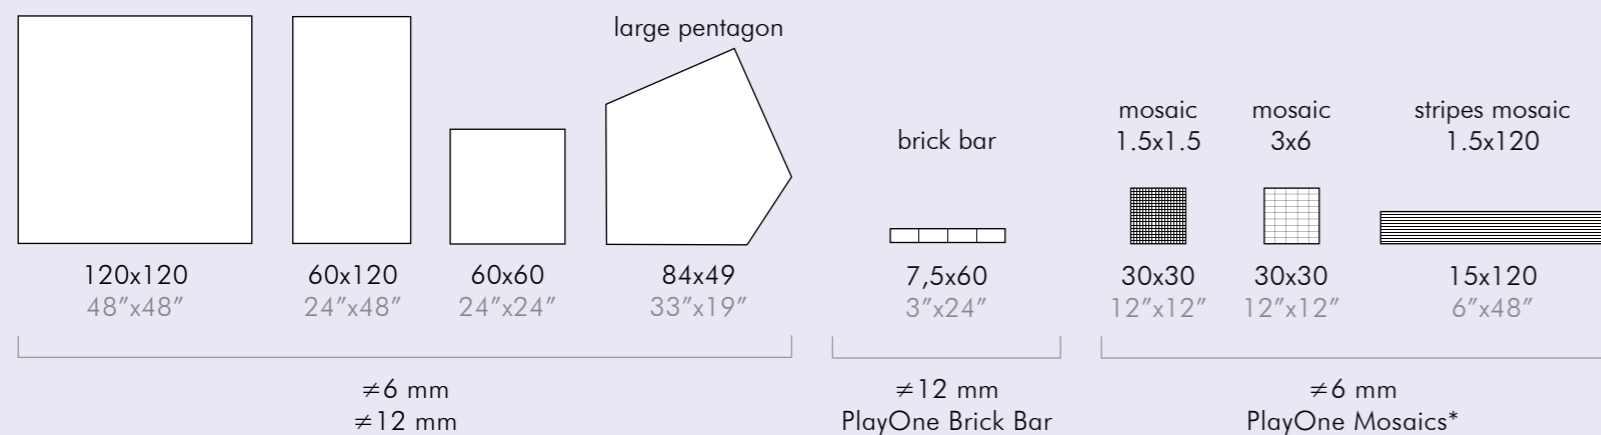 large pentagon
120x120
48”x48”
60x120
24”x48”
60x60
24”x24”
84x49
33”x19”
≠6 mm
≠12 mm
brick bar
7,5x60
3”x24”
≠12 mm
PlayOne Brick Bar
mosaic
1.5x1.5
30x30
12”x12”
mosaic
3x6
30x30
12”x12”
stripes mosaic
1.5x120
15x120
6”x48”
≠6 mm
PlayOne Mosaics*